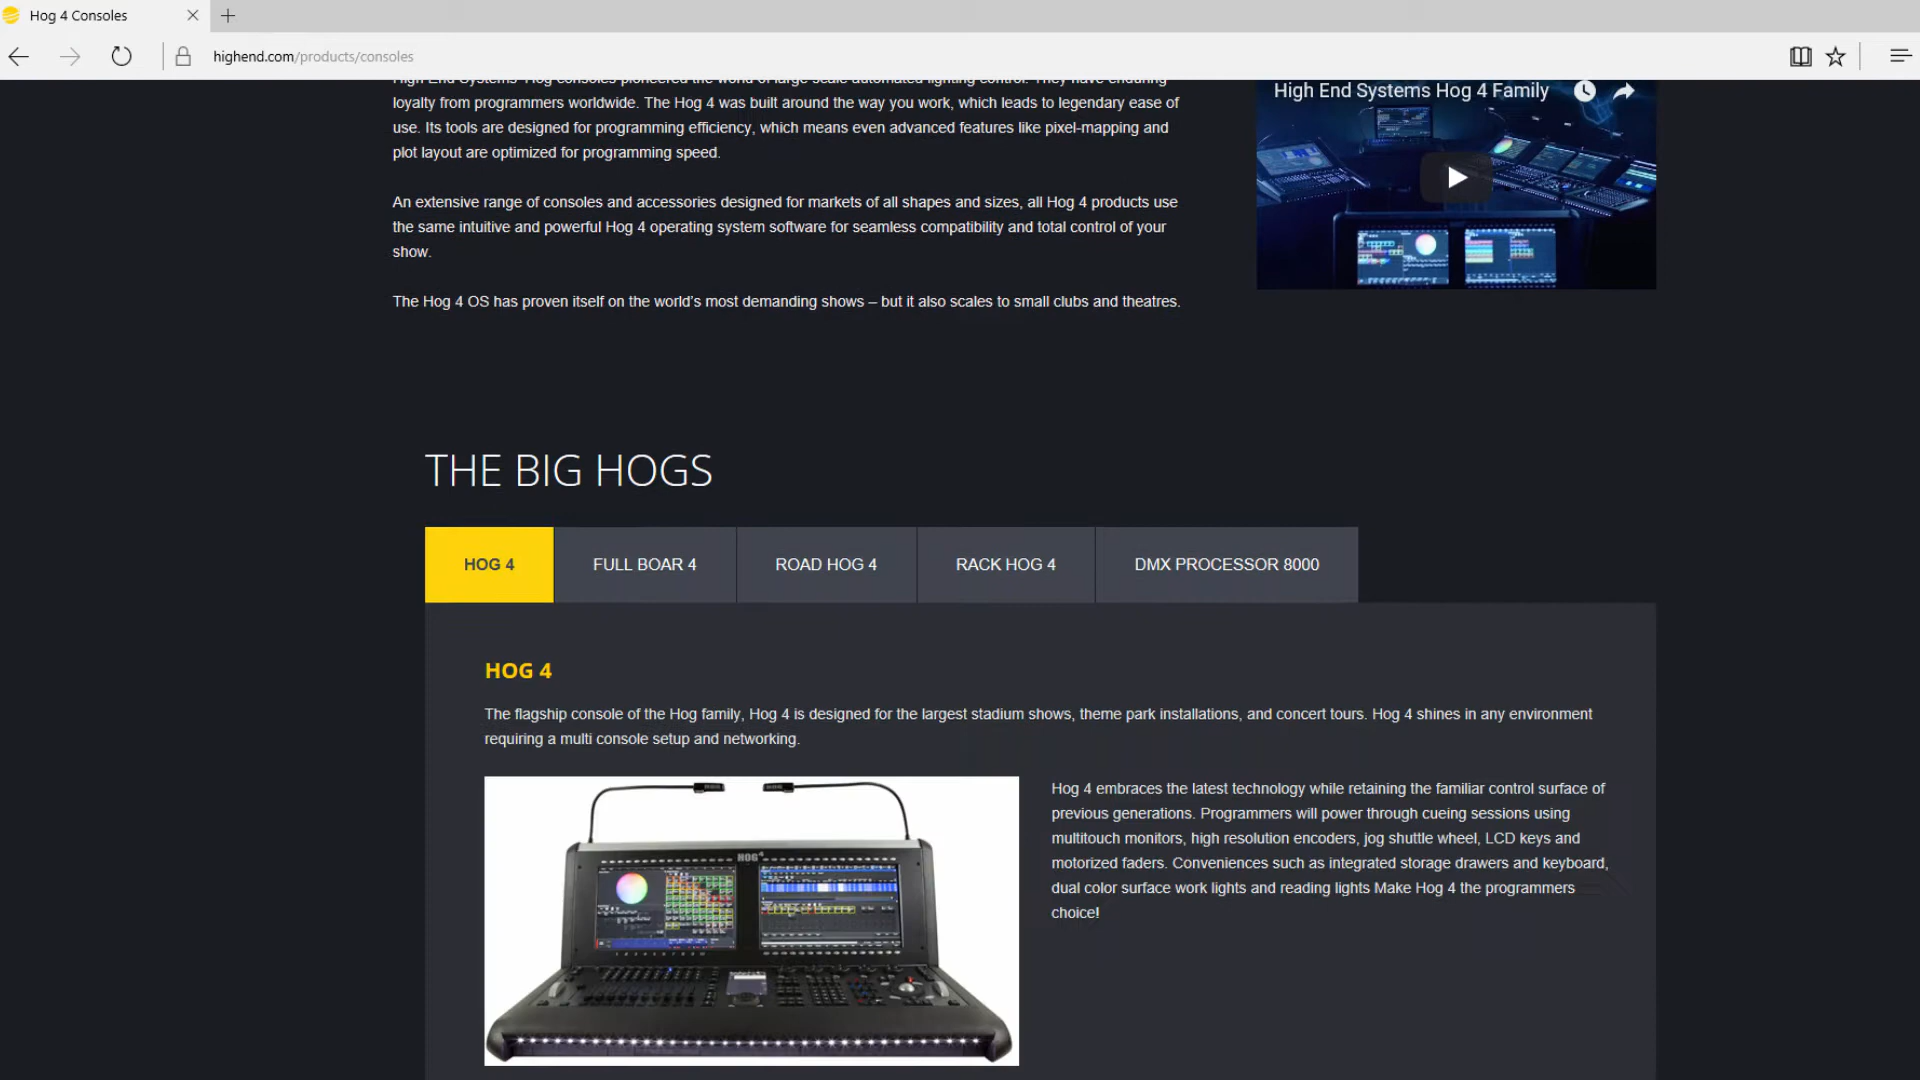 Hog 4 Consoles
highend.com/products/consoles
High End Systems' Hog consoles pioneered the world of large scale automated lighting control. They have enduring
loyalty from programmers worldwide. The Hog 4 was built around the way you work, which leads to legendary ease of
use. Its tools are designed for programming efficiency, which means even advanced features like pixel-mapping and
plot layout are optimized for programming speed.
An extensive range of consoles and accessories designed for markets of all shapes and sizes, all Hog 4 products use
the same intuitive and powerful Hog 4 operating system software for seamless compatibility and total control of your
show.
The Hog 4 OS has proven itself on the world’s most demanding shows – but it also scales to small clubs and theatres.
High End Systems Hog 4 Family
THE BIG HOGS
HOG 4
FULL BOAR 4
ROAD HOG 4
RACK HOG 4
DMX PROCESSOR 8000
HOG 4
The flagship console of the Hog family, Hog 4 is designed for the largest stadium shows, theme park installations, and concert tours. Hog 4 shines in any environment
requiring a multi console setup and networking.
HOG 4
Hog 4 embraces the latest technology while retaining the familiar control surface of
previous generations. Programmers will power through cueing sessions using
multitouch monitors, high resolution encoders, jog shuttle wheel, LCD keys and
motorized faders. Conveniences such as integrated storage drawers and keyboard,
dual color surface work lights and reading lights Make Hog 4 the programmers
choice!